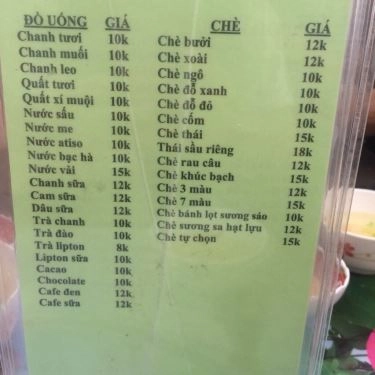 ĐỒ UỐNG GIÁ
Chanh tươi 10k
Chanh muối 10k
Chanh leo 10k
Quất tươi 10k
Quất xí muội 10k
Nước sấu 10k
Nước me 10k
Nước atiso 10k
Nước bạc hà 10k
Nước vải 15k
Chanh sữa 12k
Cam sữa 12k
Dâu sữa 12k
Trà chanh 10k
Trà đào 10k
Trà lipton 8k
Lipton sữa 10k
Cacao 10k
Chocolate 10k
Cafe đen 12k
Cafe sữa 12k
CHÈ GIÁ
Chè bưởi 12k
Chè xoài 12k
Chè ngô 10k
Chè đỗ xanh 10k
Chè đỗ đỏ 10k
Chè cốm 10k
Chè thái 15k
Thái sầu riêng 18k
Chè rau câu 12k
Chè khúc bạch 15k
Chè 3 màu 12k
Chè 7 màu 12k
Chè bánh lọt sương sáo 10k
Chè sương sa hạt lựu 12k
Chè tự chọn 15k